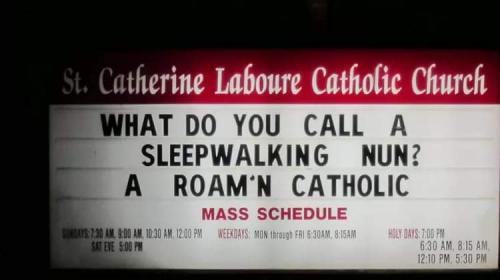 St. Catherine Laboure Catholic Church
WHAT DO YOU CALL A
SLEEPWALKING NUN?
A ROAM'N CATHOLIC
MASS SCHEDULE
SUNDAYS: 7:30 AM, 9:00 AM, 10:30 AM, 12:00 PM WEEKDAYS: MON through FRI 6:30AM, 8:15AM HOLY DAYS: 7:00 PM
SAT EVE 5:00 PM 6:30 AM, 8:15 AM,
12:10 PM, 5:30 PM